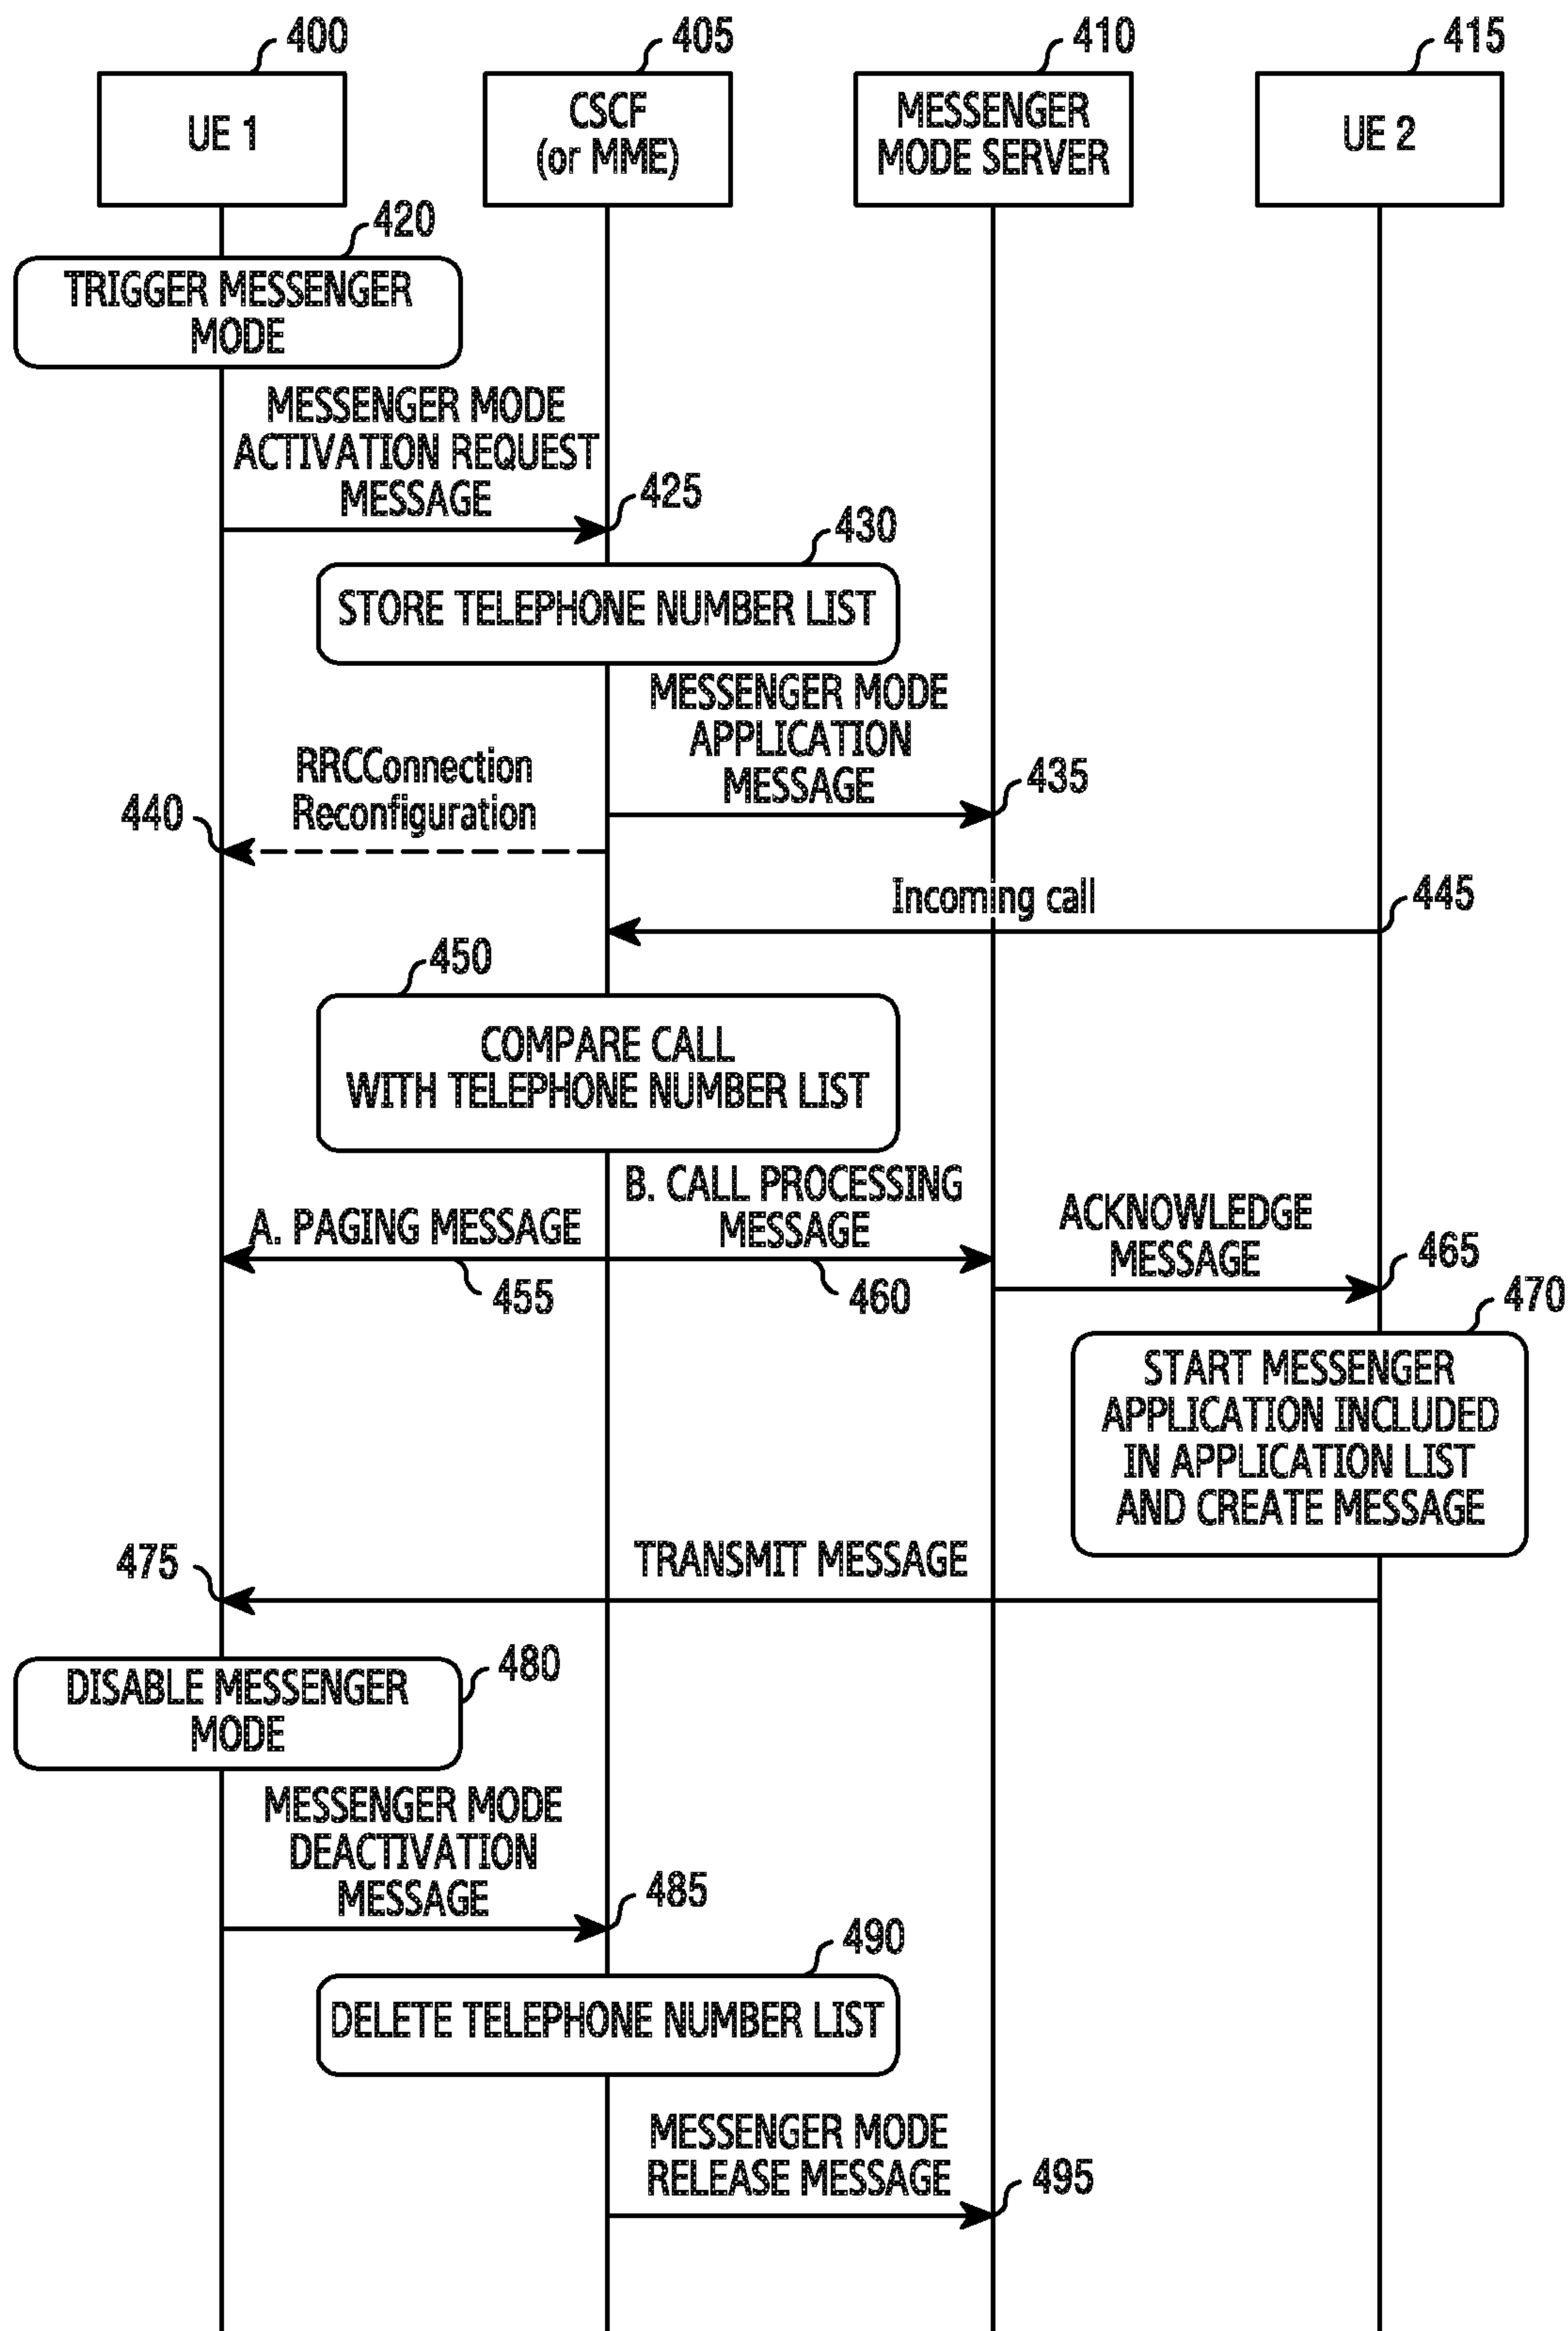 400
405
410
415
UE 1
CSCF
(or MME)
MESSENGER
MODE SERVER
UE 2
420
TRIGGER MESSENGER
MODE
MESSENGER MODE
ACTIVATION REQUEST
MESSAGE
425
430
STORE TELEPHONE NUMBER LIST
MESSENGER MODE
APPLICATION
MESSAGE
435
RRCConnection
Reconfiguration
440
Incoming call
445
450
COMPARE CALL
WITH TELEPHONE NUMBER LIST
A. PAGING MESSAGE
455
B. CALL PROCESSING
MESSAGE
460
ACKNOWLEDGE
MESSAGE
465
470
START MESSENGER
APPLICATION INCLUDED
IN APPLICATION LIST
AND CREATE MESSAGE
475
TRANSMIT MESSAGE
480
DISABLE MESSENGER
MODE
MESSENGER MODE
DEACTIVATION
MESSAGE
485
490
DELETE TELEPHONE NUMBER LIST
MESSENGER MODE
RELEASE MESSAGE
495